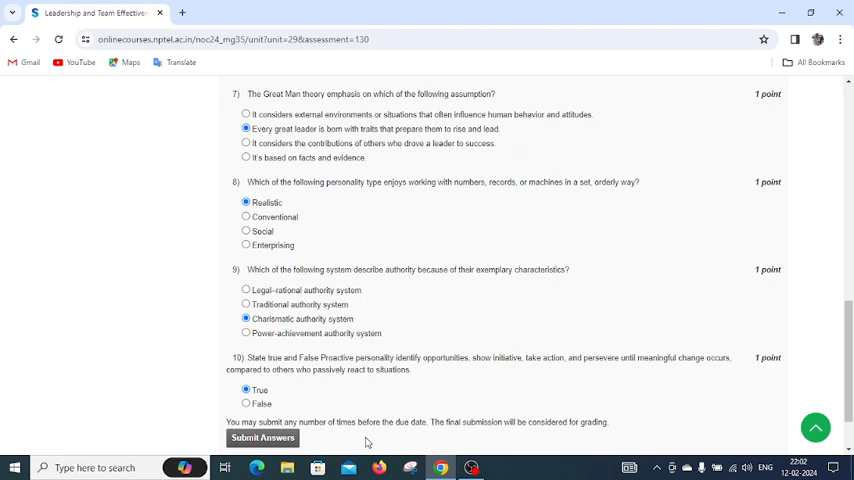 Leadership and Team Effective
onlinecourses.nptel.ac.in/noc24_mg35/unit?unit=29&assessment=130
Gmail YouTube Maps Translate All Bookmarks
7) The Great Man theory emphasis on which of the following assumption? 1 point
It considers external environments or situations that often influence human behavior and attitudes.
Every great leader is born with traits that prepare them to rise and lead.
It considers the contributions of others who drove a leader to success.
It's based on facts and evidence.
8) Which of the following personality type enjoys working with numbers, records, or machines in a set, orderly way? 1 point
Realistic
Conventional
Social
Enterprising
9) Which of the following system describe authority because of their exemplary characteristics? 1 point
Legal–rational authority system
Traditional authority system
Charismatic authority system
Power-achievement authority system
10) State true and False Proactive personality identify opportunities, show initiative, take action, and persevere until meaningful change occurs, 1 point
compared to others who passively react to situations.
True
False
You may submit any number of times before the due date. The final submission will be considered for grading.
Submit Answers
Type here to search ENG 22:02
12-02-2024